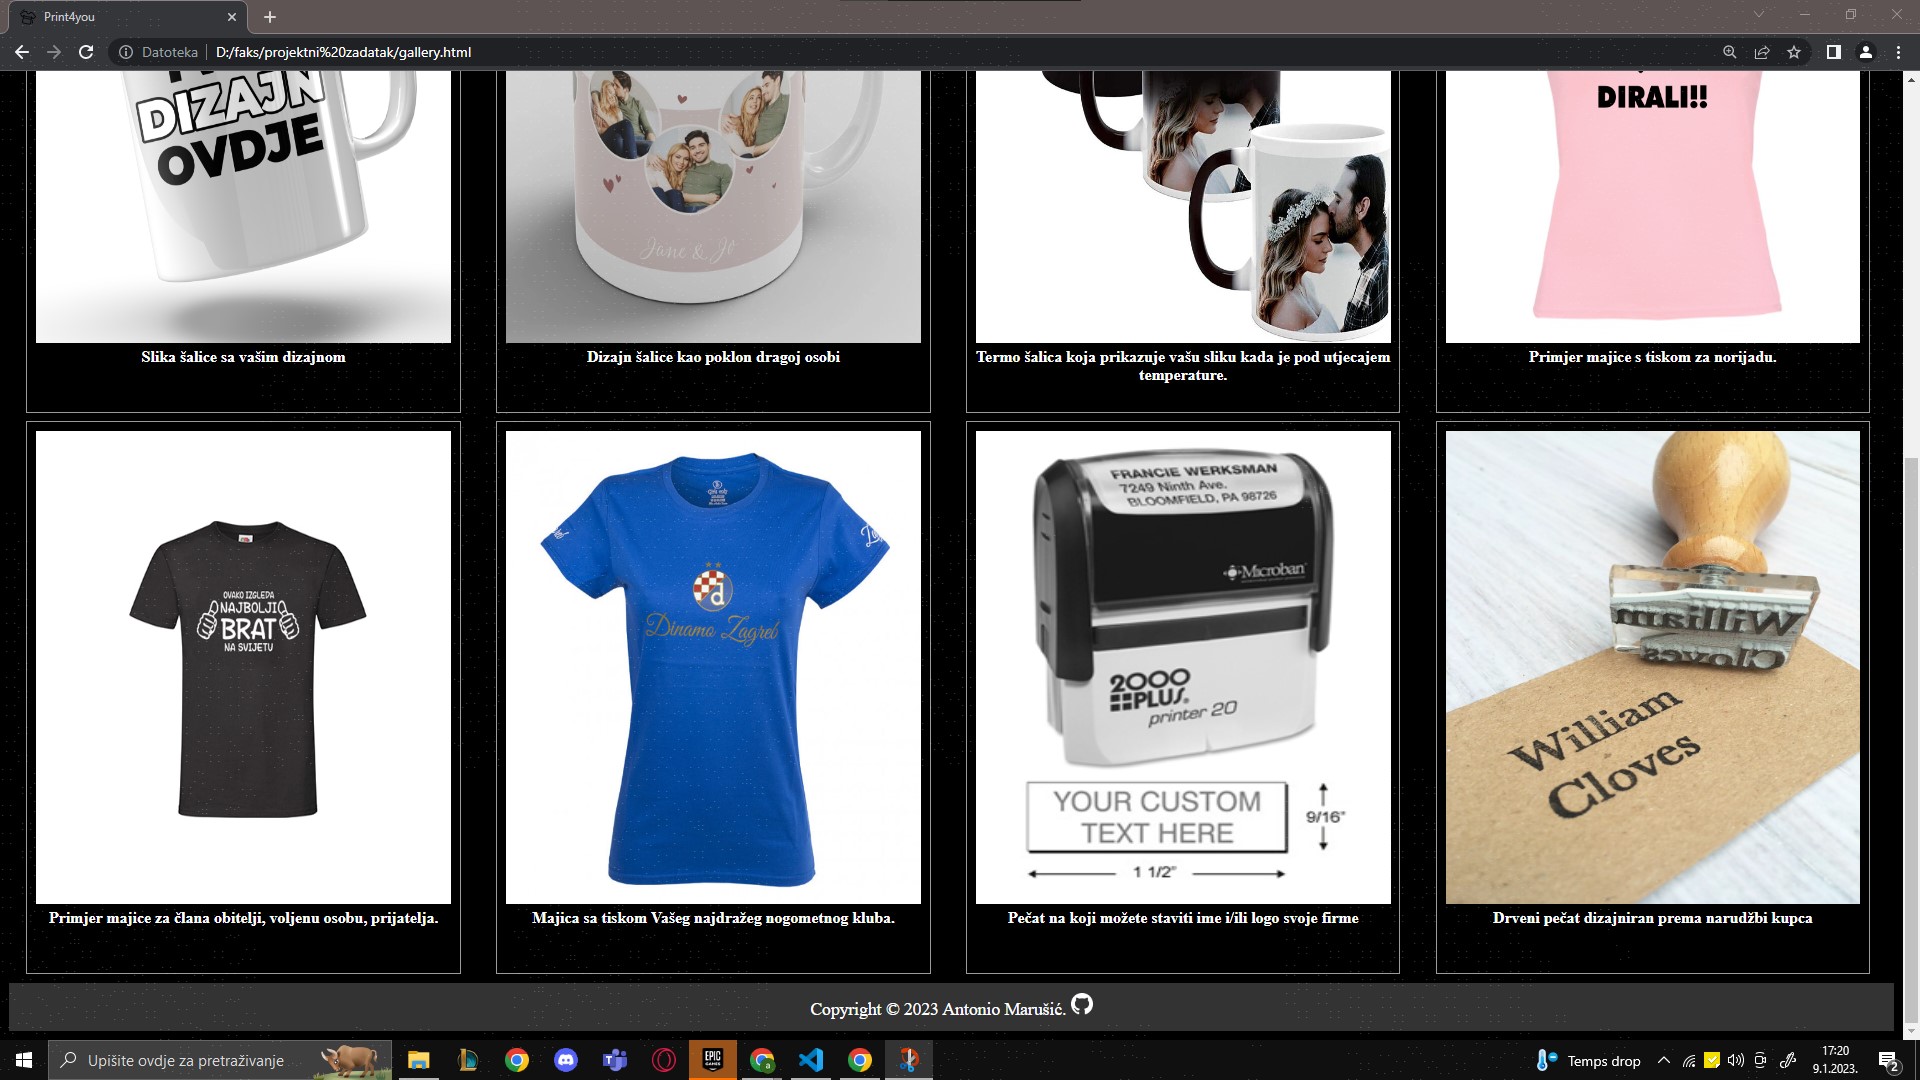 Print4you
Datoteka
D:/faks/projektni%20zadatak/gallery.html
DIZAJN
OVDJE
Jane & Jo
DIRALI!!
Slika šalice sa vašim dizajnom
Dizajn šalice kao poklon dragoj osobi
Termo šalica koja prikazuje vašu sliku kada je pod utjecajem
temperature.
Primjer majice s tiskom za norijadu.
OVAKO IZGLEDA
NAJBOLJI
BRAT
NA SVIJETU
Dinamo Zagreb
FRANCIE WERKSMAN
7249 Ninth Ave.
BLOOMFIELD, PA 98726
Microban
2000
PLUS®
printer 20
YOUR CUSTOM
TEXT HERE
9/16"
1 1/2"
William
Cloves
William
Cloves
Primjer majice za člana obitelji, voljenu osobu, prijatelja.
Majica sa tiskom Vašeg najdražeg nogometnog kluba.
Pečat na koji možete staviti ime i/ili logo svoje firme
Drveni pečat dizajniran prema narudžbi kupca
Copyright © 2023 Antonio Marušić.
Upišite ovdje za pretraživanje
EPIC
GAMES
Temps drop
17:20
9.1.2023.
2